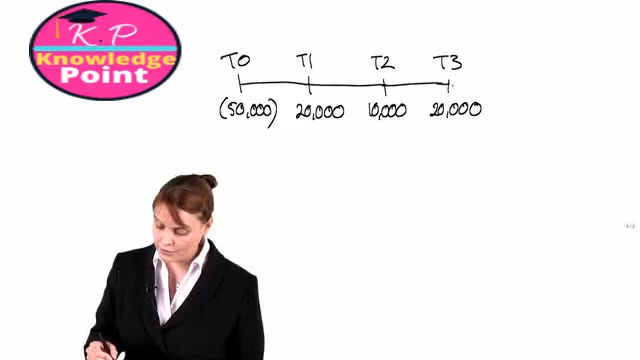 K.P
Knowledge
Point
T0 T1 T2 T3
(50,000) 20,000 10,000 20,000